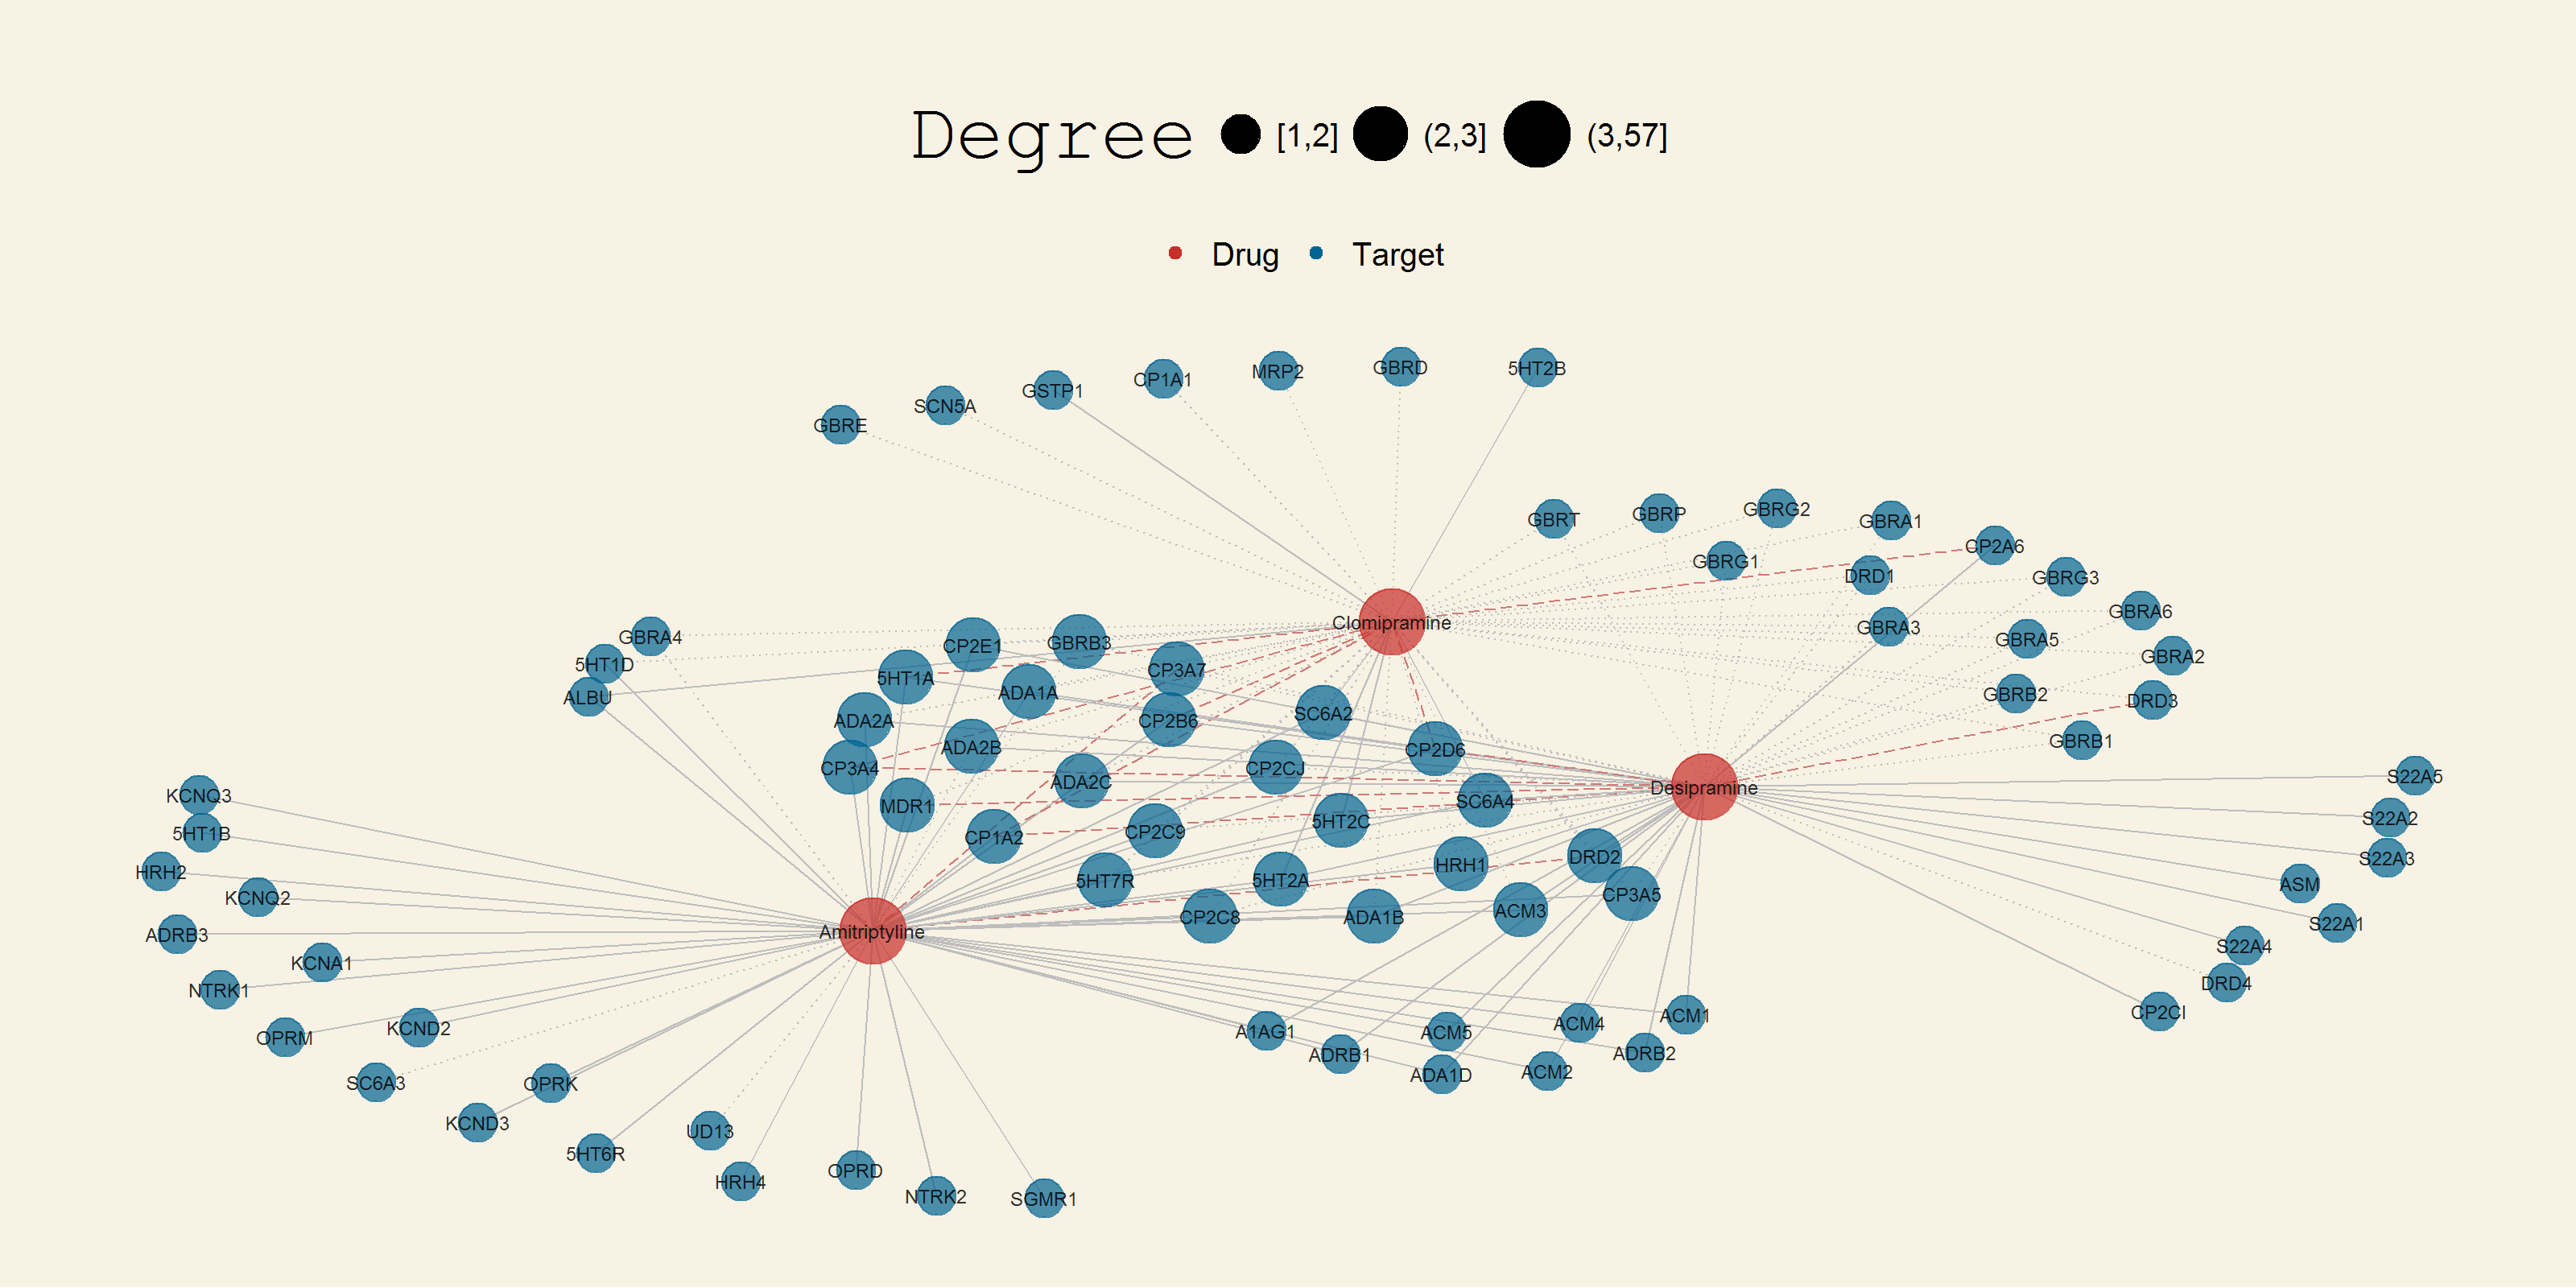 Degree [1,2] (2,3] (3,57]
Drug Target
GBRE SCN5A GSTP1 CP1A1 MRP2 GBRD 5HT2B
GBRT GBRP GBRG2 GBRA1
GBRG1 DRD1 CP2A6 GBRG3
Clomipramine GBRA3 GBRA5 GBRA6
GBRA2
GBRB2 DRD3
GBRB1
GBRA4 CP2E1 GBRB3
5HT1D 5HT1A CP3A7
ALBU ADA1A
ADA2A CP2B6 SC6A2
ADA2B CP2D6
CP3A4 ADA2C CP2CJ Desipramine S22A5
KCNQ3 MDR1 SC6A4 S22A2
5HT1B CP1A2 CP2C9 5HT2C
HRH2 HRH1 DRD2 S22A3
KCNQ2 5HT7R 5HT2A CP3A5 ASM
CP2C8 ADA1B ACM3 S22A1
ADRB3 Amitriptyline S22A4
KCNA1 DRD4
NTRK1 CP2CI
OPRM KCND2 A1AG1 ACM5 ACM4 ACM1
ADRB1 ADRB2
SC6A3 OPRK ADA1D ACM2
KCND3 UD13
5HT6R HRH4 OPRD NTRK2 SGMR1